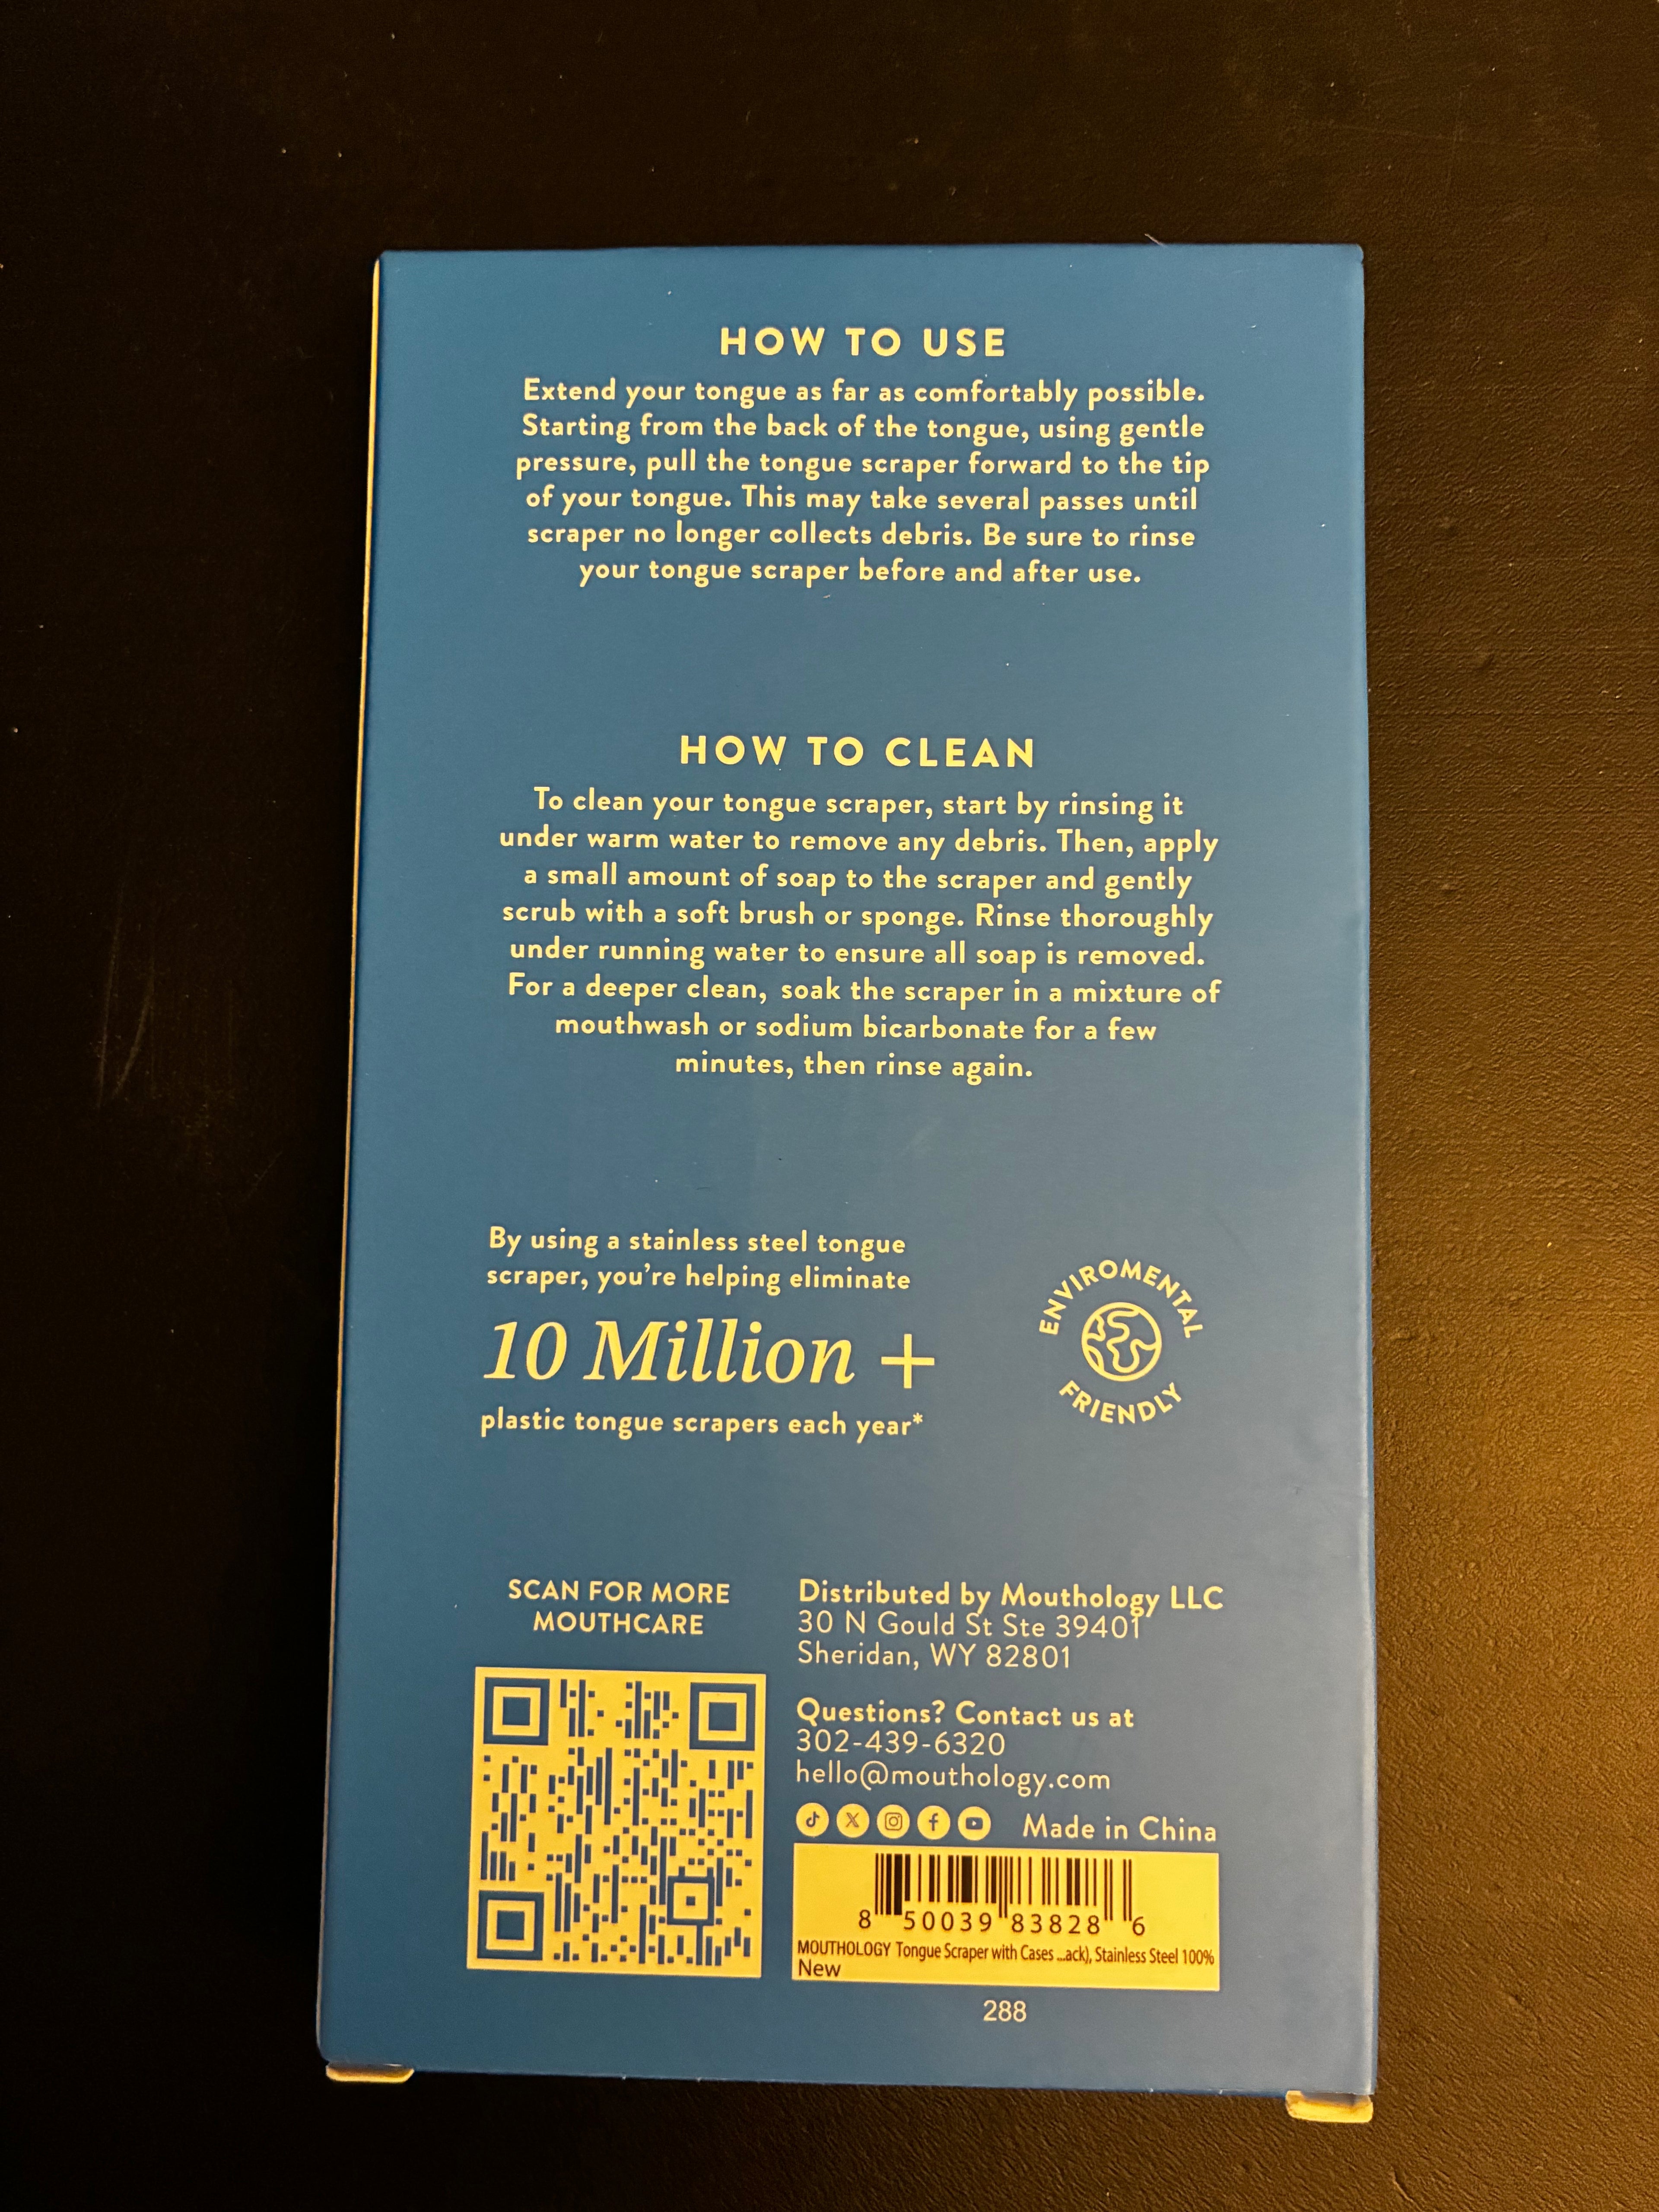 HOW TO USE
Extend your tongue as far as comfortably possible.
Starting from the back of the tongue, using gentle
pressure, pull the tongue scraper forward to the tip
of your tongue. This may take several passes until
scraper no longer collects debris. Be sure to rinse
your tongue scraper before and after use.
HOW TO CLEAN
To clean your tongue scraper, start by rinsing it
under warm water to remove any debris. Then, apply
a small amount of soap to the scraper and gently
scrub with a soft brush or sponge. Rinse thoroughly
under running water to ensure all soap is removed.
For a deeper clean, soak the scraper in a mixture of
mouthwash or sodium bicarbonate for a few
minutes, then rinse again.
By using a stainless steel tongue
scraper, you're helping eliminate
10 Million +
plastic tongue scrapers each year*
ENVIROMENTAL
FRIENDLY
SCAN FOR MORE
MOUTHCARE
Distributed by Mouthology LLC
30 N Gould St Ste 39401
Sheridan, WY 82801
Questions? Contact us at
302-439-6320
hello@mouthology.com
Made in China
8 50039 83828 6
MOUTHOLOGY Tongue Scraper with Cases ...ack), Stainless Steel 100%
New
288